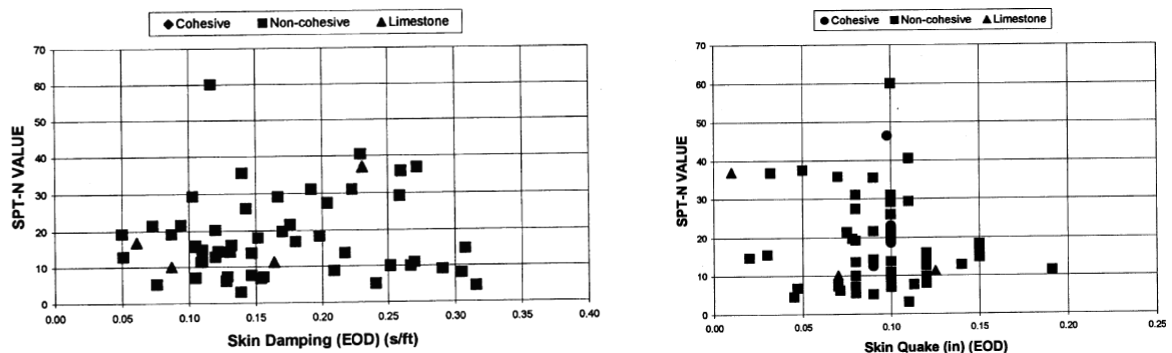 Cohesive Non-cohesive Limestone
70
60
50
40
30
20
10
0
SPT-N VALUE
0.00 0.05 0.10 0.15 0.20 0.25 0.30 0.35 0.40
Skin Damping (EOD) (s/ft)
Cohesive Non-cohesive Limestone
70
60
50
40
30
20
10
0
SPT-N VALUE
0.00 0.05 0.10 0.15 0.20 0.25
Skin Quake (in) (EOD)